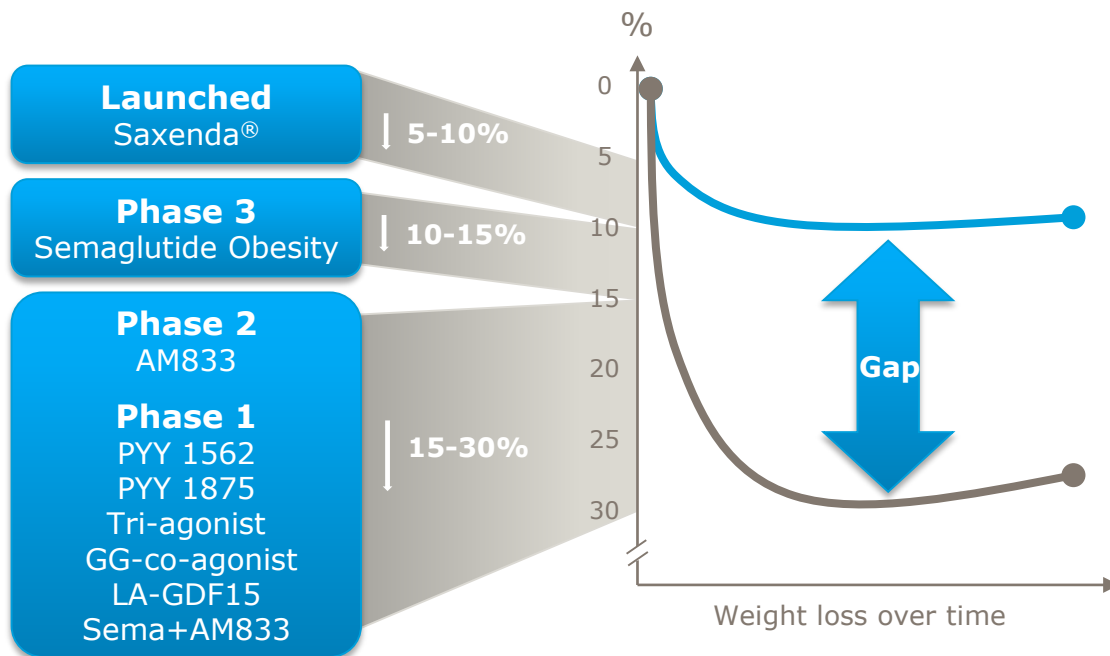 Launched
Saxenda®
5-10%
Phase 3
Semaglutide Obesity
10-15%
Phase 2
AM833
Phase 1
PYY 1562
PYY 1875
Tri-agonist
GG-co-agonist
LA-GDF15
Sema+AM833
15-30%
%
0
5
10
15
20
25
30
Gap
Weight loss over time